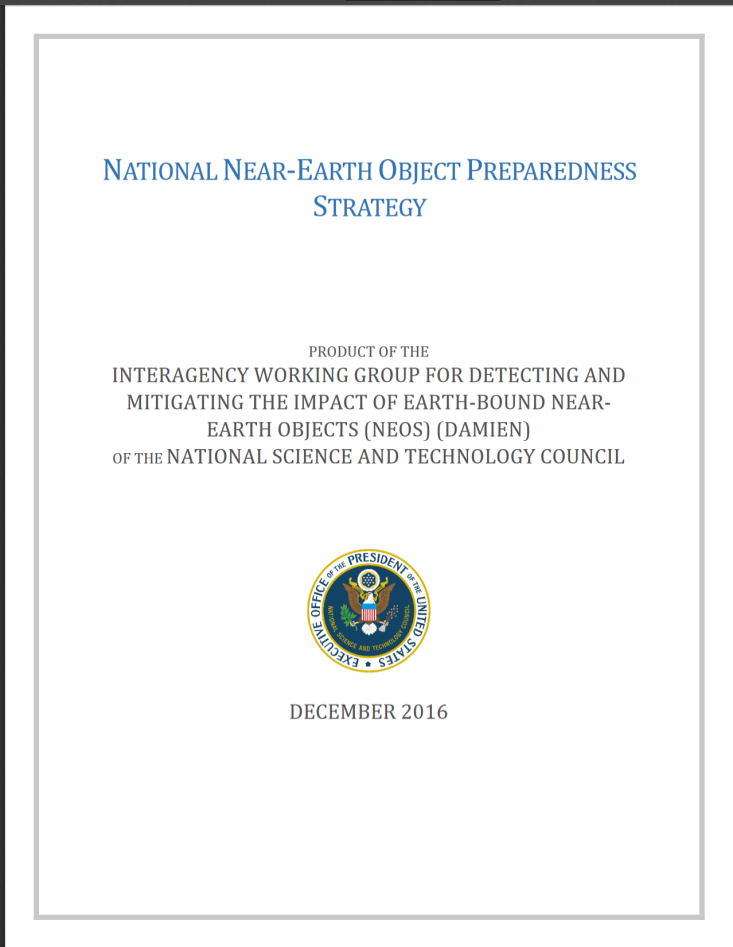 NATIONAL NEAR-EARTH OBJECT PREPAREDNESS
STRATEGY
PRODUCT OF THE
INTERAGENCY WORKING GROUP FOR DETECTING AND
MITIGATING THE IMPACT OF EARTH-BOUND NEAR-
EARTH OBJECTS (NEOS) (DAMIEN)
OF THE NATIONAL SCIENCE AND TECHNOLOGY COUNCIL
EXECUTIVE OFFICE OF THE PRESIDENT OF THE UNITED STATES
NATIONAL SCIENCE AND TECHNOLOGY COUNCIL
DECEMBER 2016